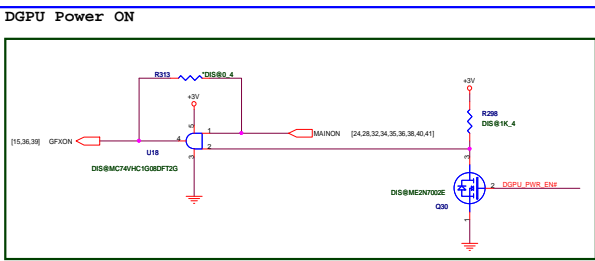 DGPU Power ON
R313 *DIS@0_4
+3V
+3V
R298
DIS@1K_4
[15,36,39] GFXON
4
5
1
2
3
MAINON [24,28,32,34,35,36,38,40,41]
U18
DIS@MC74VHC1G08DFT2G
3
DIS@ME2N7002E
2 DGPU_PWR_EN#
Q30
1